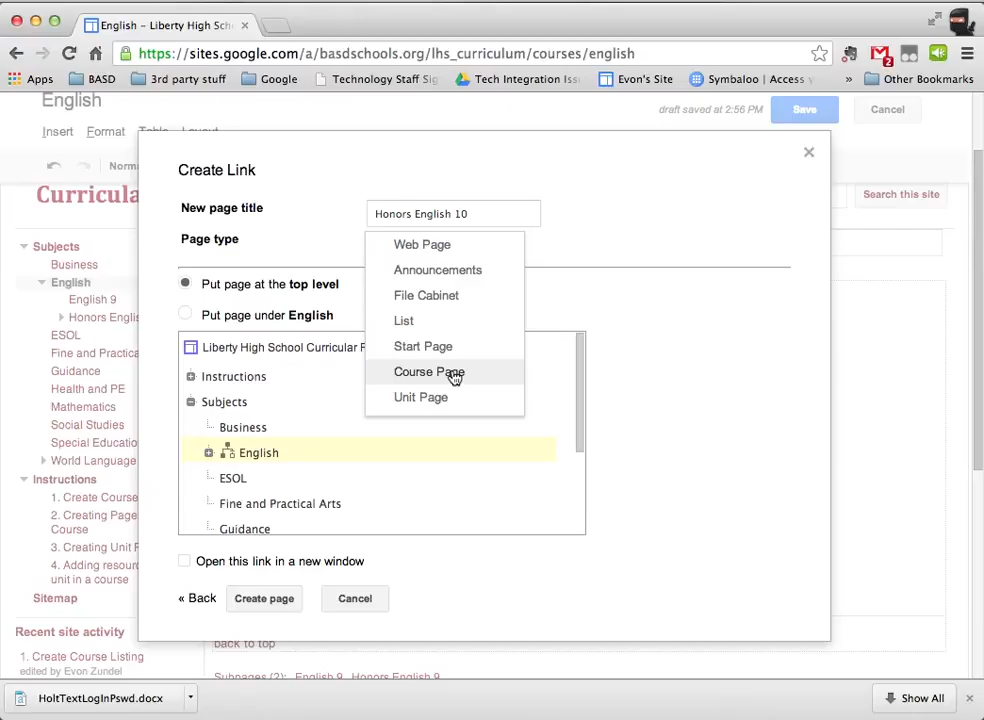 English – Liberty High Scho
https://sites.google.com/a/basdschools.org/lhs_curriculum/courses/english
2
Apps BASD 3rd party stuff Google Technology Staff Sig Tech Integration Iss Evon's Site Symbaloo | Access y » Other Bookmarks
English
draft saved at 2:56 PM Save Cancel
Insert Format Table Layout
Norma
Curricula
Search this site
Create Link
New page title Honors English 10
Page type
Web Page
Announcements
File Cabinet
List
Start Page
Course Page
Unit Page
Put page at the top level
Put page under English
Liberty High School Curricular R
Instructions
Subjects
Business
English
ESOL
Fine and Practical Arts
Guidance
Open this link in a new window
« Back Create page Cancel
Subjects
Business
English
English 9
Honors Englis
ESOL
Fine and Practica
Guidance
Health and PE
Mathematics
Social Studies
Special Educatio
World Language
Instructions
1. Create Course
2. Creating Page
Course
3. Creating Unit P
4. Adding resourc
unit in a course
Sitemap
Recent site activity
1. Create Course Listing
edited by Evon Zundel
back to top
Subpages (2): English 9 Honors English 9
HoltTextLogInPswd.docx
Show All